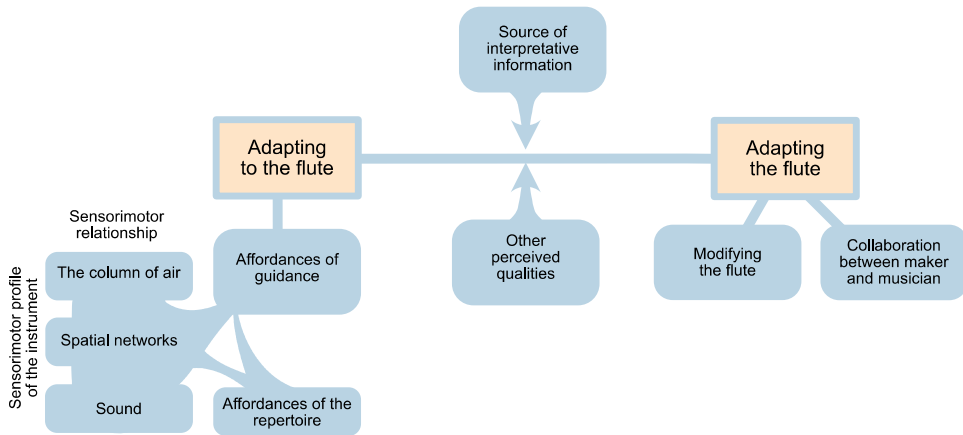 Source of
interpretative
information
Adapting
to the flute
Adapting
the flute
Sensorimotor
relationship
Sensorimotor profile
of the instrument
The column of air
Spatial networks
Sound
Affordances of
guidance
Affordances of the
repertoire
Other
perceived
qualities
Modifying
the flute
Collaboration
between maker
and musician